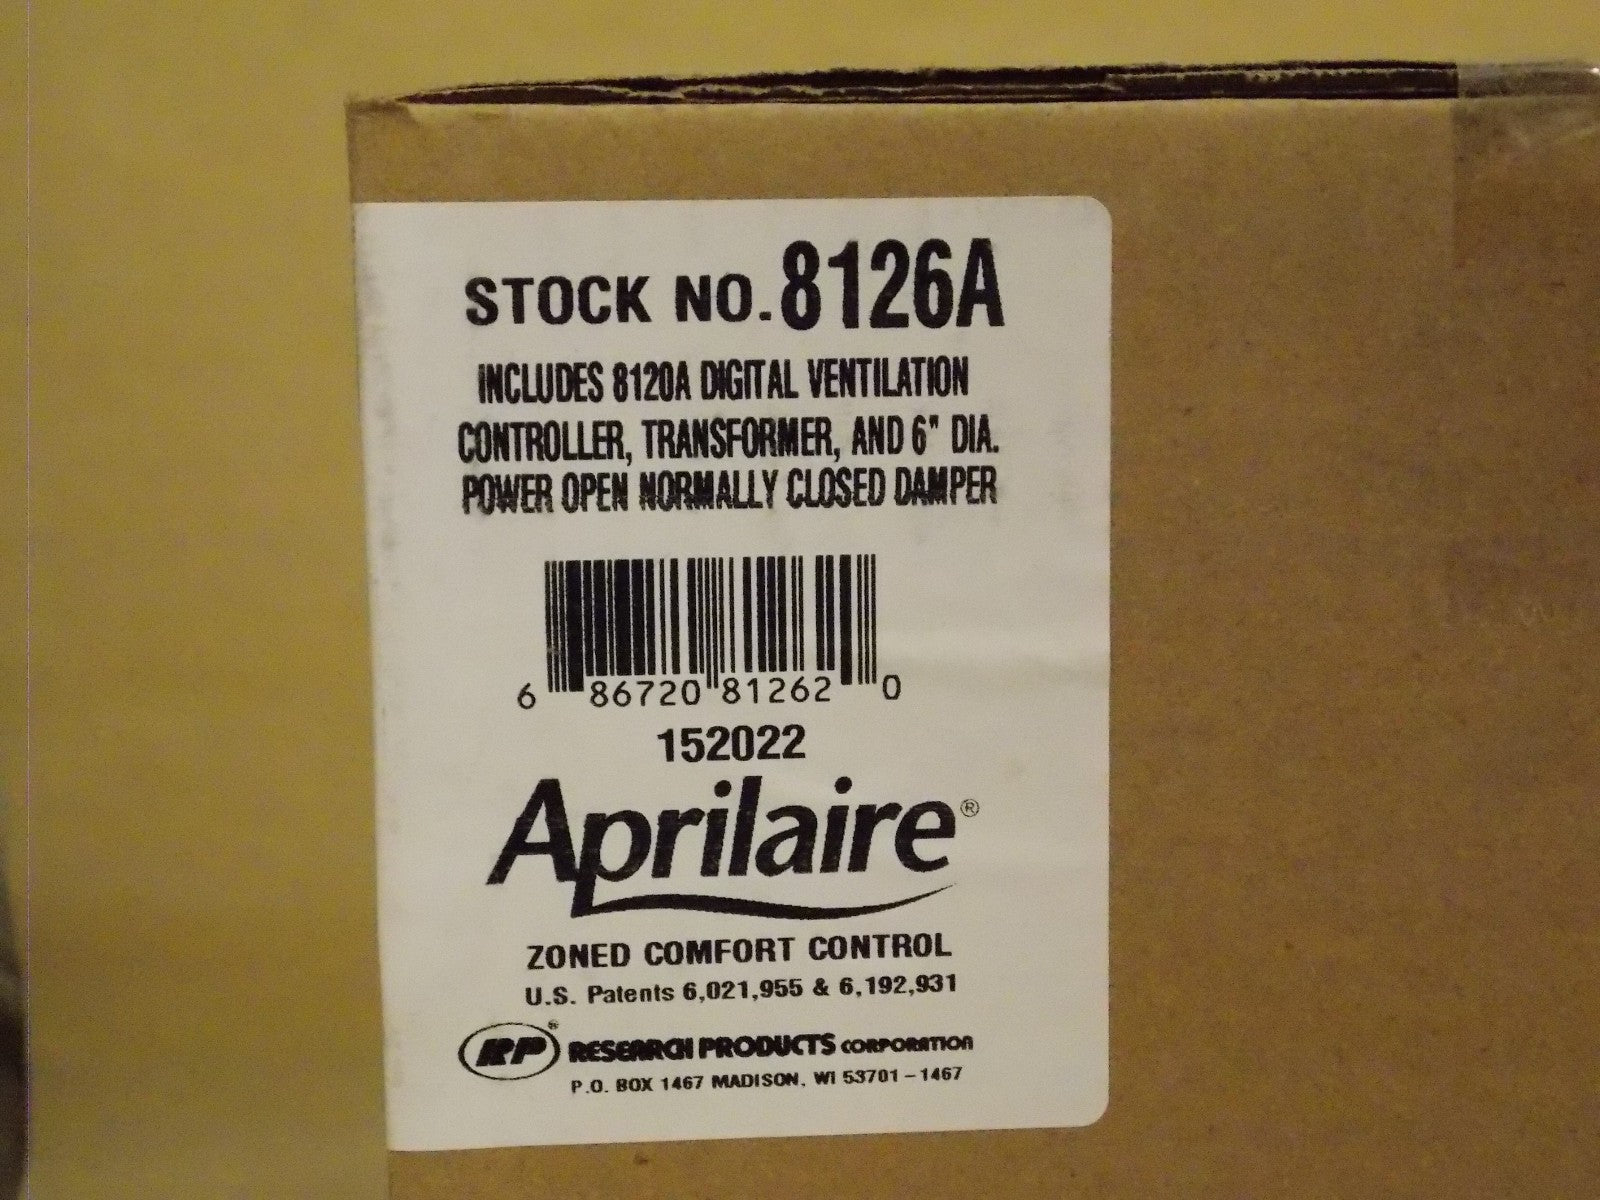 STOCK NO. 8126A
INCLUDES 8120A DIGITAL VENTILATION
CONTROLLER, TRANSFORMER, AND 6" DIA.
POWER OPEN NORMALLY CLOSED DAMPER
6 86720 81262 0
152022
Aprilaire®
ZONED COMFORT CONTROL
U.S. Patents 6,021,955 & 6,192,931
RP® RESEARCH PRODUCTS CORPORATION
P.O. BOX 1467 MADISON, WI 53701-1467